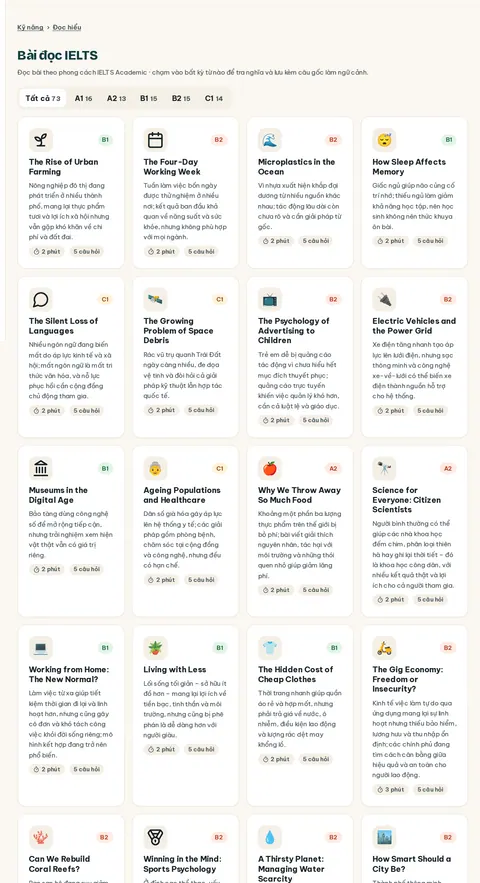 Kỹ năng › Đọc hiểu
Bài đọc IELTS
Đọc bài theo phong cách IELTS Academic · chạm vào bất kỳ từ nào để tra nghĩa và lưu kèm câu gốc làm ngữ cảnh.
Tất cả 73 A1 16 A2 13 B1 15 B2 15 C1 14
B1
The Rise of Urban
Farming
Nông nghiệp đô thị đang
phát triển ở nhiều thành
phố, mang lại thực phẩm
tươi và lợi ích xã hội nhưng
vẫn gặp khó khăn về chi
phí và đất đai.
2 phút 5 câu hỏi
B2
The Four-Day
Working Week
Tuần làm việc bốn ngày
được thử nghiệm ở nhiều
nơi; kết quả ban đầu khả
quan về năng suất và sức
khỏe, nhưng không phù hợp
với mọi ngành.
2 phút 5 câu hỏi
B2
Microplastics in the
Ocean
Vi nhựa xuất hiện khắp đại
dương từ nhiều nguồn khác
nhau; tác động lâu dài còn
chưa rõ và cần giải pháp từ
gốc.
2 phút 5 câu hỏi
B1
How Sleep Affects
Memory
Giấc ngủ giúp não củng cố
trí nhớ; thiếu ngủ làm giảm
khả năng học tập, nên học
sinh không nên thức khuya
ôn bài.
2 phút 5 câu hỏi
C1
The Silent Loss of
Languages
Nhiều ngôn ngữ đang biến
mất do áp lực kinh tế và xã
hội; mất ngôn ngữ là mất tri
thức văn hóa, và nỗ lực
phục hồi cần cộng đồng
chủ động tham gia.
2 phút 5 câu hỏi
C1
The Growing
Problem of Space
Debris
Rác vũ trụ quanh Trái Đất
ngày càng nhiều, đe dọa
vệ tinh và đòi hỏi cả giải
pháp kỹ thuật lẫn hợp tác
quốc tế.
2 phút 5 câu hỏi
B2
The Psychology of
Advertising to
Children
Trẻ em dễ bị quảng cáo
tác động vì chưa hiểu hết
mục đích thuyết phục;
quảng cáo trực tuyến
khiến việc quản lý khó hơn,
cần cả luật lệ và giáo dục.
2 phút 5 câu hỏi
B2
Electric Vehicles and
the Power Grid
Xe điện tăng nhanh tạo áp
lực lên lưới điện, nhưng sạc
thông minh và công nghệ
xe-về-lưới có thể biến xe
điện thành nguồn hỗ trợ
cho hệ thống.
2 phút 5 câu hỏi
B1
Museums in the
Digital Age
Bảo tàng dùng công nghệ
số để mở rộng tiếp cận,
nhưng trải nghiệm xem hiện
vật thật vẫn có giá trị
riêng.
2 phút 5 câu hỏi
C1
Ageing Populations
and Healthcare
Dân số già hóa gây áp lực
lên hệ thống y tế; các giải
pháp gồm phòng bệnh,
chăm sóc tại cộng đồng
và công nghệ, nhưng đều
có hạn chế.
2 phút 5 câu hỏi
A2
Why We Throw Away
So Much Food
Khoảng một phần ba lượng
thực phẩm trên thế giới bị
bỏ phí; bài viết giải thích
nguyên nhân, tác hại với
môi trường và những thói
quen nhỏ giúp giảm lãng
phí.
2 phút 5 câu hỏi
A2
Science for
Everyone: Citizen
Scientists
Người bình thường có thể
giúp các nhà khoa học
đếm chim, phân loại thiên
hà hay ghi lại thời tiết – đó
là khoa học công dân, với
nhiều kết quả thật và lợi
ích cho cả người tham gia.
2 phút 5 câu hỏi
B1
Working from Home:
The New Normal?
Làm việc từ xa giúp tiết
kiệm thời gian đi lại và linh
hoạt hơn, nhưng cũng gây
cô đơn và khó tách công
việc khỏi đời sống riêng; mô
hình kết hợp đang trở nên
phổ biến.
2 phút 5 câu hỏi
B1
Living with Less
Lối sống tối giản – sở hữu ít
đồ hơn – mang lại lợi ích về
tiền bạc, tinh thần và môi
trường, nhưng cũng bị phê
phán là dễ dàng hơn với
người giàu.
2 phút 5 câu hỏi
B1
The Hidden Cost of
Cheap Clothes
Thời trang nhanh giúp quần
áo rẻ và hợp mốt, nhưng
phải trả giá về nước, ô
nhiễm, điều kiện lao động
và lượng rác dệt may
khổng lồ.
2 phút 5 câu hỏi
B2
The Gig Economy:
Freedom or
Insecurity?
Kinh tế việc làm tự do qua
ứng dụng mang lại sự linh
hoạt nhưng thiếu bảo hiểm,
lương hưu và thu nhập ổn
định; các chính phủ đang
tìm cách cân bằng giữa
hiệu quả và an toàn cho
người lao động.
3 phút 5 câu hỏi
B2
Can We Rebuild
Coral Reefs?
B2
Winning in the Mind:
Sports Psychology
B2
A Thirsty Planet:
Managing Water
Scarcity
B2
How Smart Should a
City Be?